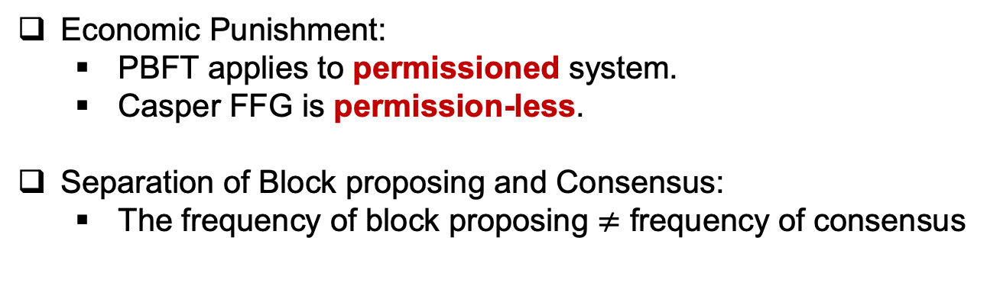 ❑ Economic Punishment:
▪ PBFT applies to permissioned system.
▪ Casper FFG is permission-less.
❑ Separation of Block proposing and Consensus:
▪ The frequency of block proposing ≠ frequency of consensus